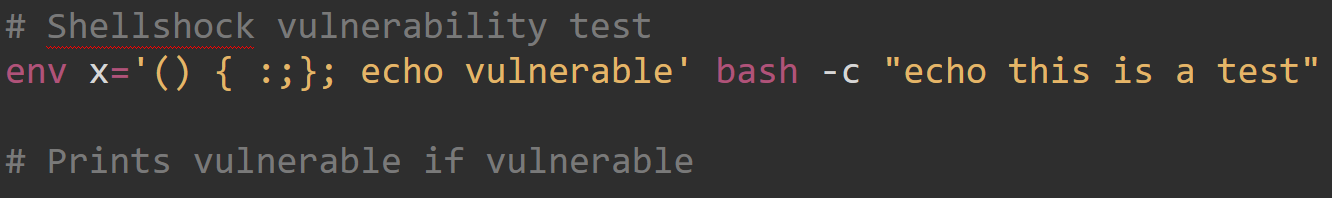 # Shellshock vulnerability test
env x='() { :;}; echo vulnerable' bash -c "echo this is a test"
# Prints vulnerable if vulnerable